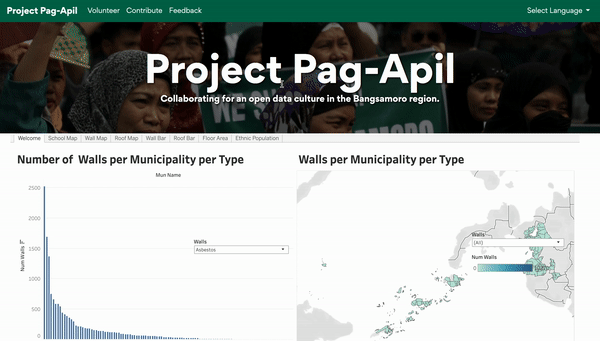 Project Pag-Apil Volunteer Contribute Feedback Select Language
Project Pag-Apil
Collaborating for an open data culture in the Bangsamoro region.
Welcome School Map Wall Map Roof Map Wall Bar Roof Bar Floor Area Ethnic Population
Number of Walls per Municipality per Type
Mun Name
2500
2000
1500
1000
500
0
Num Walls
Walls
Asbestos
Walls per Municipality per Type
Walls
(All)
Num Walls
0